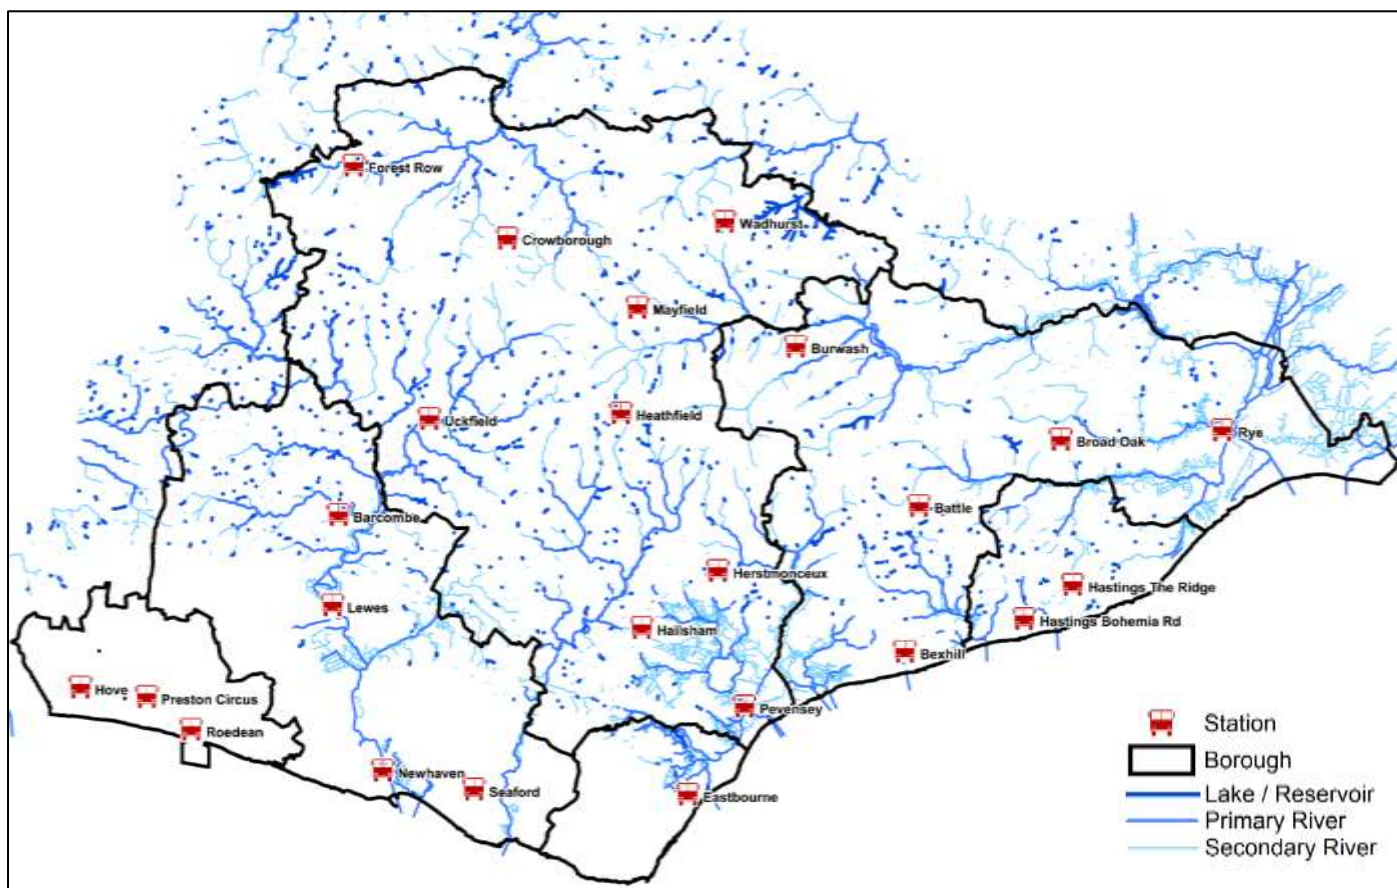 Forest Row
Wadhurst
Crowborough
Mayfield
Burwash
Uckfield
Heathfield
Rye
Broad Oak
Battle
Barcombe
Herstmonceux
Hastings The Ridge
Lewes
Hastings Bohemia Rd
Hailsham
Bexhill
Hove
Preston Circus
Pevensey
Roedean
Newhaven
Seaford
Eastbourne
Station
Borough
Lake / Reservoir
Primary River
Secondary River